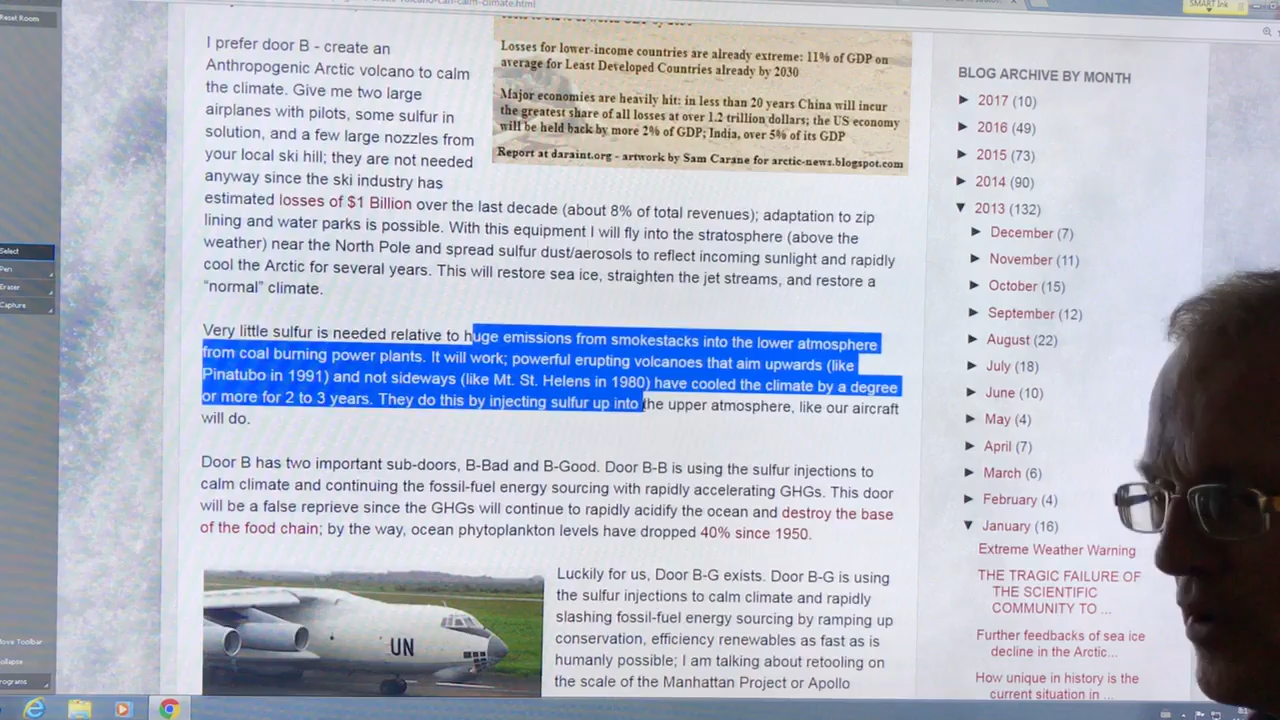 Reset Room
SMART Ink
I prefer door B - create an
Anthropogenic Arctic volcano to calm
the climate. Give me two large
airplanes with pilots, some sulfur in
solution, and a few large nozzles from
your local ski hill; they are not needed
anyway since the ski industry has
estimated losses of $1 Billion over the last decade (about 8% of total revenues); adaptation to zip
lining and water parks is possible. With this equipment I will fly into the stratosphere (above the
weather) near the North Pole and spread sulfur dust/aerosols to reflect incoming sunlight and rapidly
cool the Arctic for several years. This will restore sea ice, straighten the jet streams, and restore a
"normal" climate.
Losses for lower-income countries are already extreme: 11% of GDP on
average for Least Developed Countries already by 2030
Major economies are heavily hit: in less than 20 years China will incur
the greatest share of all losses at over 1.2 trillion dollars; the US economy
will be held back by more 2% of GDP; India, over 5% of its GDP
Report at daraint.org - artwork by Sam Carane for arctic-news.blogspot.com
Very little sulfur is needed relative to huge emissions from smokestacks into the lower atmosphere
from coal burning power plants. It will work; powerful erupting volcanoes that aim upwards (like
Pinatubo in 1991) and not sideways (like Mt. St. Helens in 1980) have cooled the climate by a degree
or more for 2 to 3 years. They do this by injecting sulfur up into the upper atmosphere, like our aircraft
will do.
Door B has two important sub-doors, B-Bad and B-Good. Door B-B is using the sulfur injections to
calm climate and continuing the fossil-fuel energy sourcing with rapidly accelerating GHGs. This door
will be a false reprieve since the GHGs will continue to rapidly acidify the ocean and destroy the base
of the food chain; by the way, ocean phytoplankton levels have dropped 40% since 1950.
UN
Luckily for us, Door B-G exists. Door B-G is using
the sulfur injections to calm climate and rapidly
slashing fossil-fuel energy sourcing by ramping up
conservation, efficiency renewables as fast as is
humanly possible; I am talking about retooling on
the scale of the Manhattan Project or Apollo
BLOG ARCHIVE BY MONTH
► 2017 (10)
► 2016 (49)
► 2015 (73)
► 2014 (90)
▼ 2013 (132)
► December (7)
► November (11)
► October (15)
► September (12)
► August (22)
► July (18)
► June (10)
► May (4)
► April (7)
► March (6)
► February (4)
▼ January (16)
Extreme Weather Warning
THE TRAGIC FAILURE OF
THE SCIENTIFIC
COMMUNITY TO ...
Further feedbacks of sea ice
decline in the Arctic...
How unique is the
current situation in ...
Select
Pen
Eraser
Capture
Move Toolbar